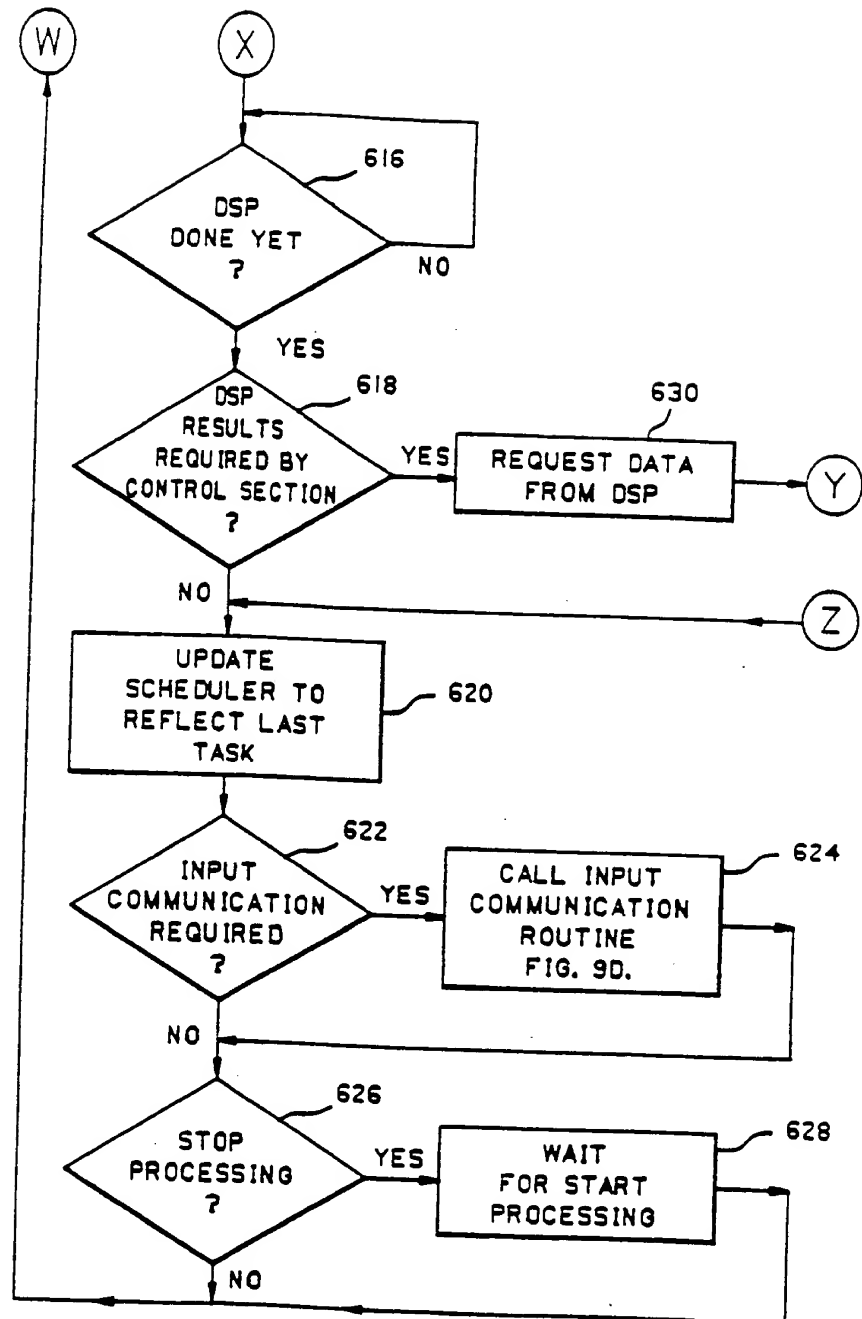 W
X
616
DSP
DONE YET
?
NO
YES
618
DSP
RESULTS
REQUIRED BY
CONTROL SECTION
?
YES
630
REQUEST DATA
FROM DSP
Y
NO
Z
UPDATE
SCHEDULER TO
REFLECT LAST
TASK
620
622
INPUT
COMMUNICATION
REQUIRED
?
YES
624
CALL INPUT
COMMUNICATION
ROUTINE
FIG. 9D.
NO
626
STOP
PROCESSING
?
YES
628
WAIT
FOR START
PROCESSING
NO